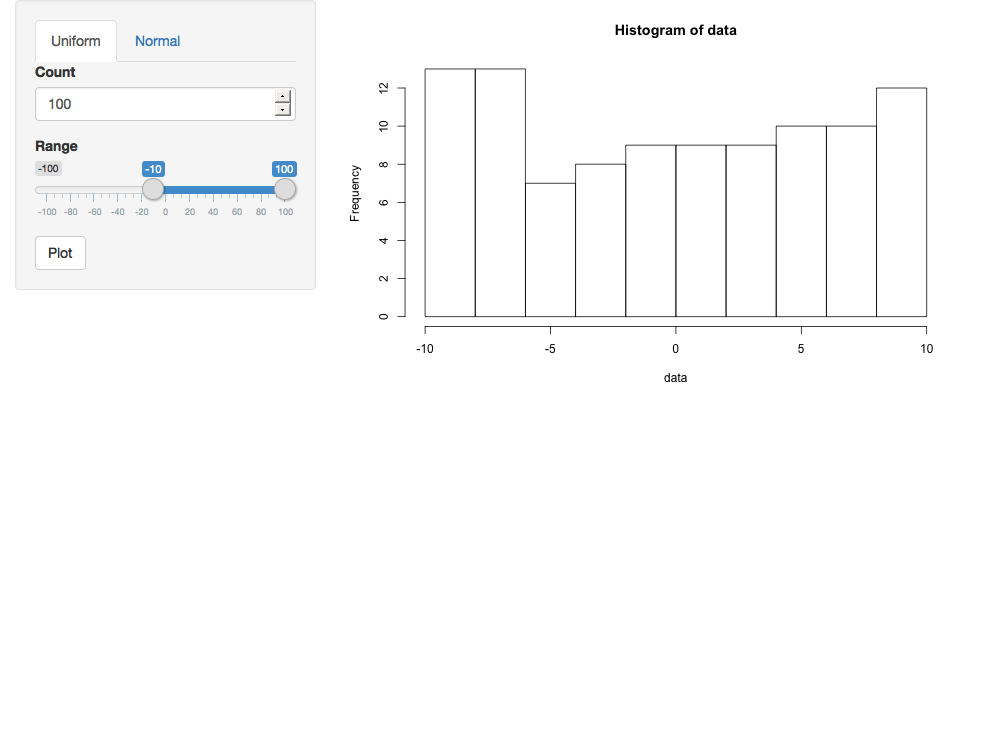 Uniform Normal
Count
100
Range
-100 -10 100
-100 -80 -60 -40 -20 0 20 40 60 80 100
Plot
Histogram of data
Frequency
12
10
8
6
4
2
0
-10 -5 0 5 10
data